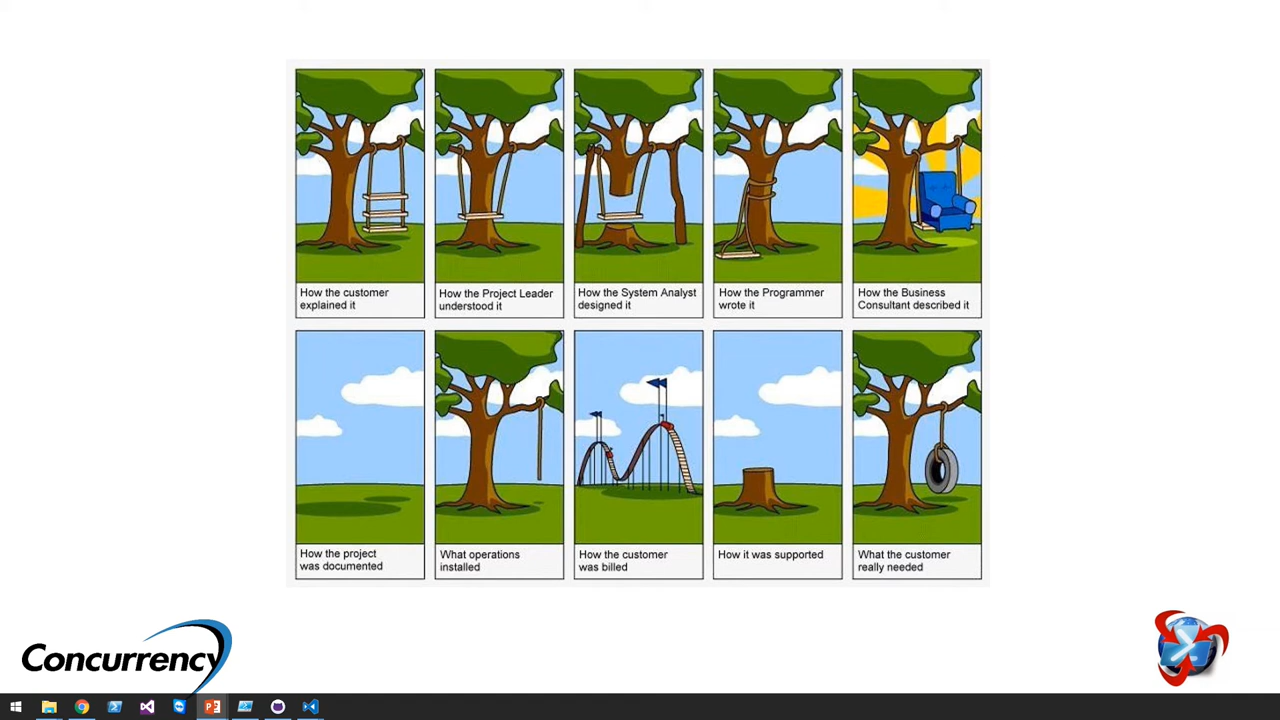 How the customer
explained it
How the Project Leader
understood it
How the System Analyst
designed it
How the Programmer
wrote it
How the Business
Consultant described it
How the project
was documented
What operations
installed
How the customer
was billed
How it was supported
What the customer
really needed
Concurrency